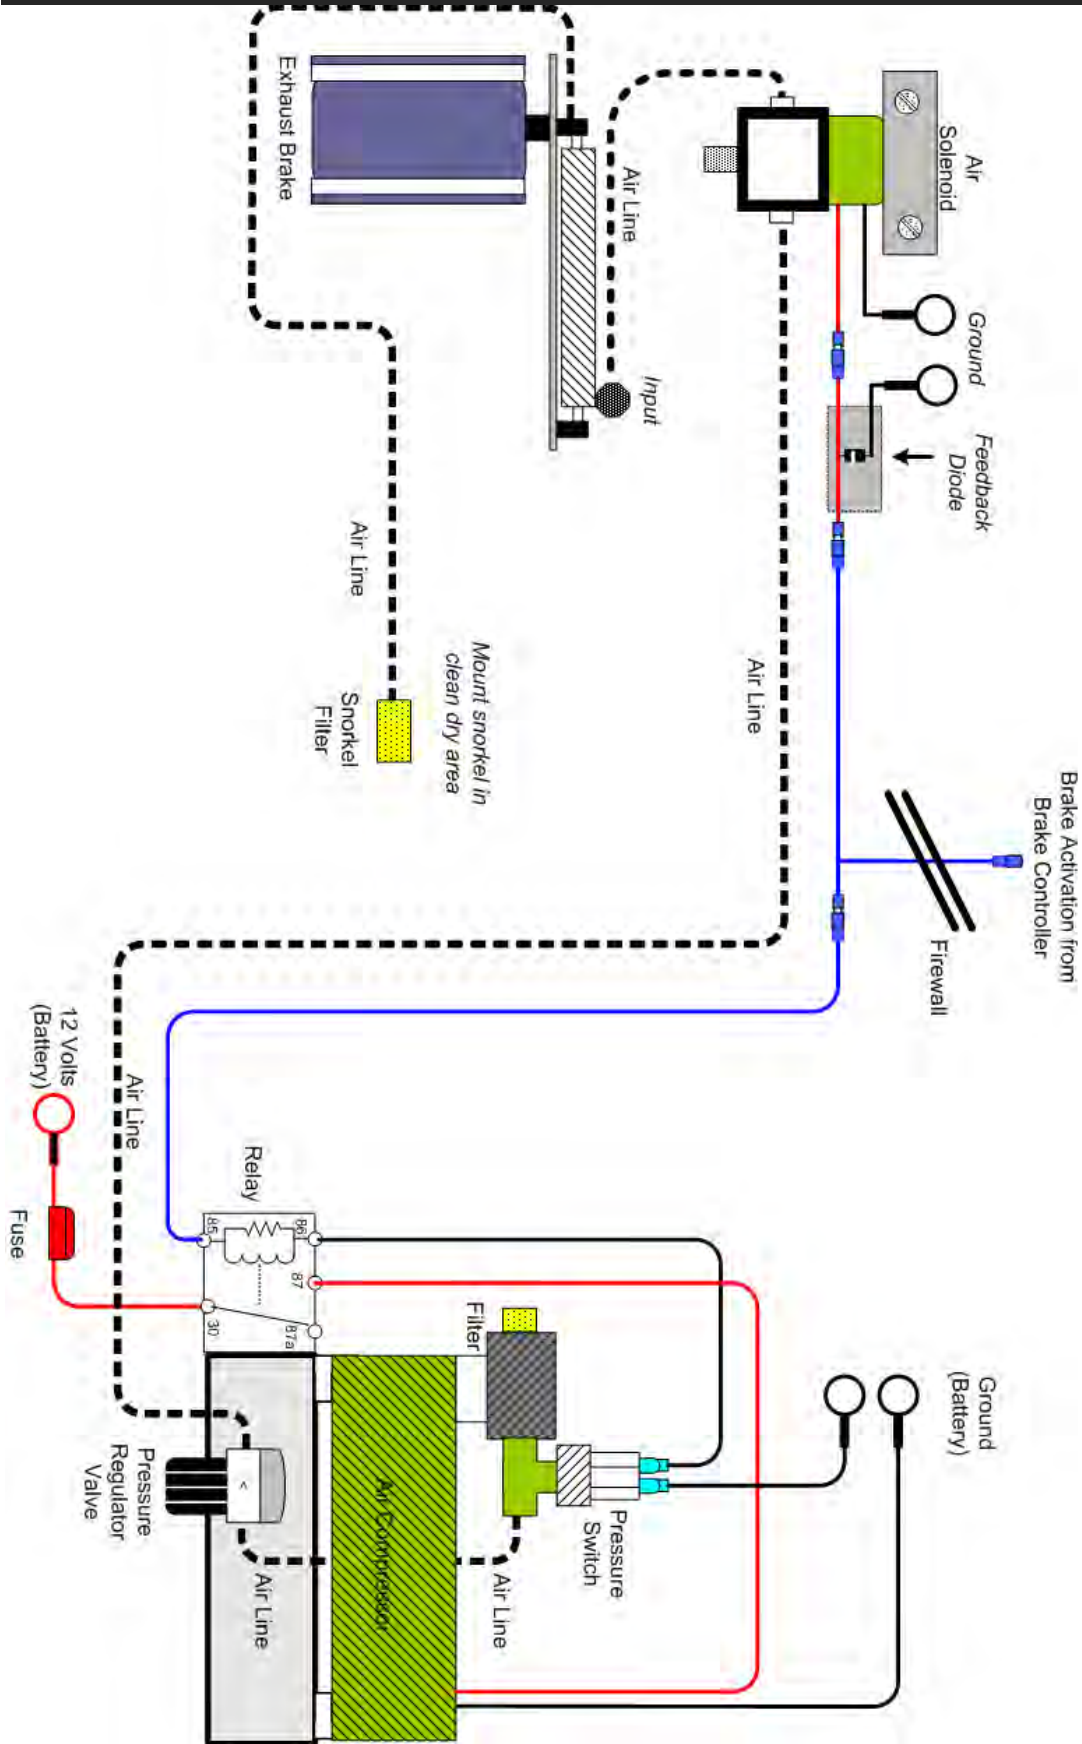 Exhaust Brake
Air Line
Air
Solenoid
Ground
Input
Feedback
Diode
Air Line
Mount snorkel in
clean dry area
Snorkel
Filter
Air Line
Brake Activation from
Brake Controller
Firewall
12 Volts
(Battery)
Air Line
Fuse
Relay
85
86
87
30
87a
Filter
Ground
(Battery)
Pressure
Switch
Air Compressor
Pressure
Regulator
Valve
<
Air Line
Air Line